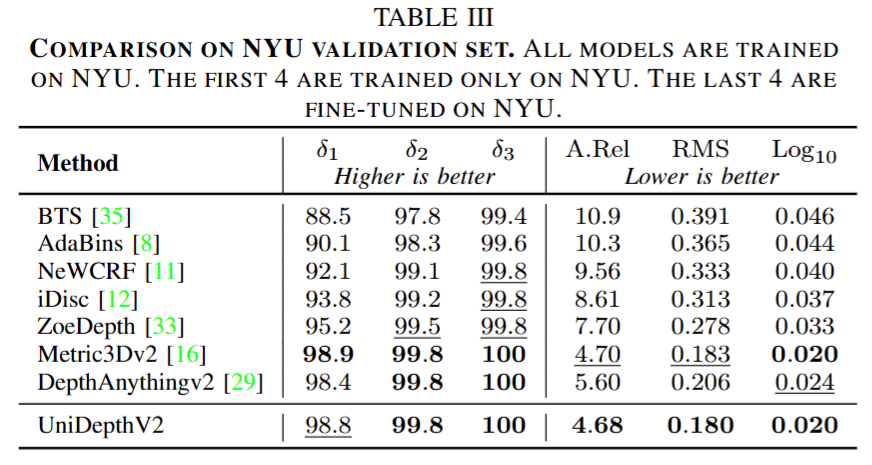 TABLE III
COMPARISON ON NYU VALIDATION SET. ALL MODELS ARE TRAINED
ON NYU. THE FIRST 4 ARE TRAINED ONLY ON NYU. THE LAST 4 ARE
FINE-TUNED ON NYU.
Method δ1 δ2 δ3 A.Rel RMS Log10
Higher is better Lower is better
BTS [35] 88.5 97.8 99.4 10.9 0.391 0.046
AdaBins [8] 90.1 98.3 99.6 10.3 0.365 0.044
NeWCRF [11] 92.1 99.1 99.8 9.56 0.333 0.040
iDisc [12] 93.8 99.2 99.8 8.61 0.313 0.037
ZoeDepth [33] 95.2 99.5 99.8 7.70 0.278 0.033
Metric3Dv2 [16] 98.9 99.8 100 4.70 0.183 0.020
DepthAnythingv2 [29] 98.4 99.8 100 5.60 0.206 0.024
UniDepthV2 98.8 99.8 100 4.68 0.180 0.020